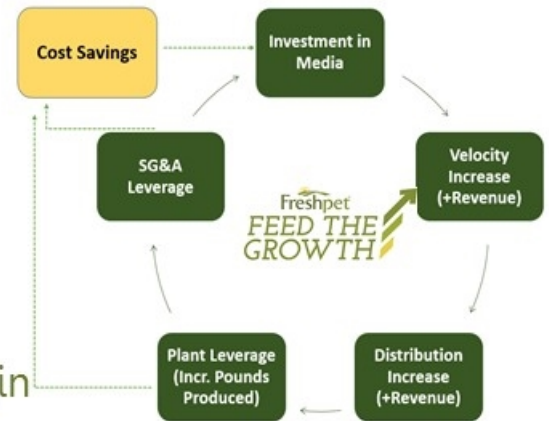 Cost Savings
Investment in
Media
SG&A
Leverage
Velocity
Increase
(+Revenue)
Freshpet
FEED THE
GROWTH
Plant Leverage
(Incr. Pounds
Produced)
Distribution
Increase
(+Revenue)
in